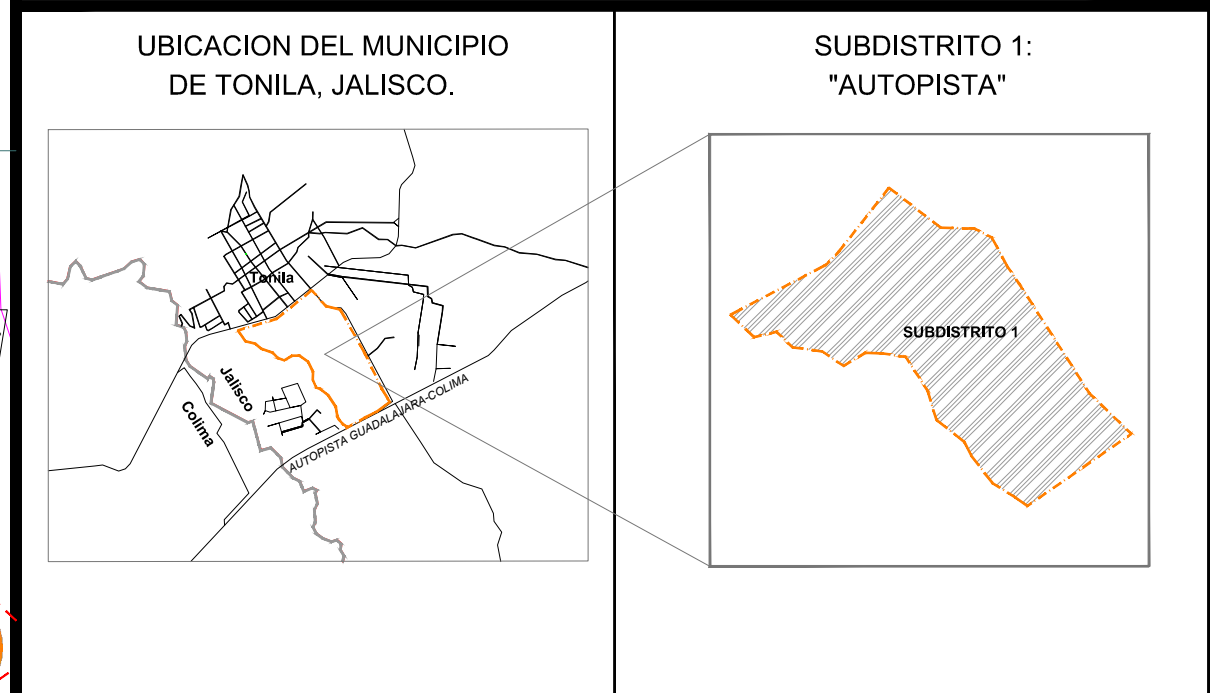 UBICACION DEL MUNICIPIO
DE TONILA, JALISCO.
Tonila
Jalisco
Colima
AUTOPISTA GUADALAJARA-COLIMA
SUBDISTRITO 1:
"AUTOPISTA"
SUBDISTRITO 1